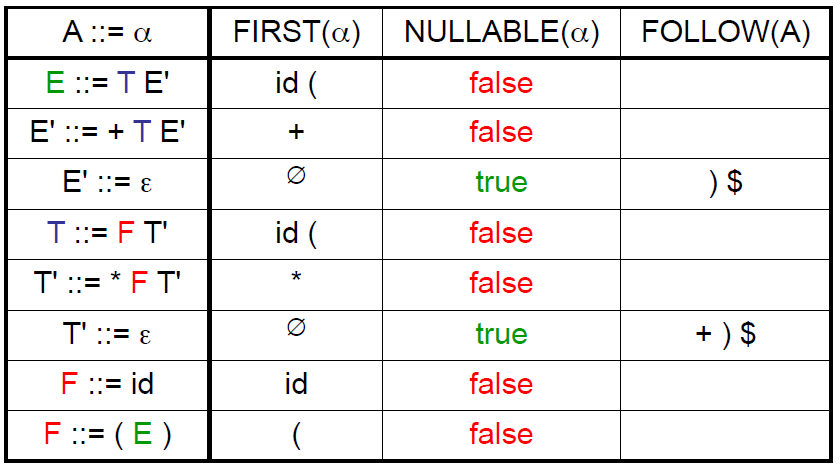 A ::= α FIRST(α) NULLABLE(α) FOLLOW(A)
E ::= T E' id ( false
E' ::= + T E' + false
E' ::= ε ∅ true ) $
T ::= F T' id ( false
T' ::= * F T' * false
T' ::= ε ∅ true + ) $
F ::= id id false
F ::= ( E ) ( false